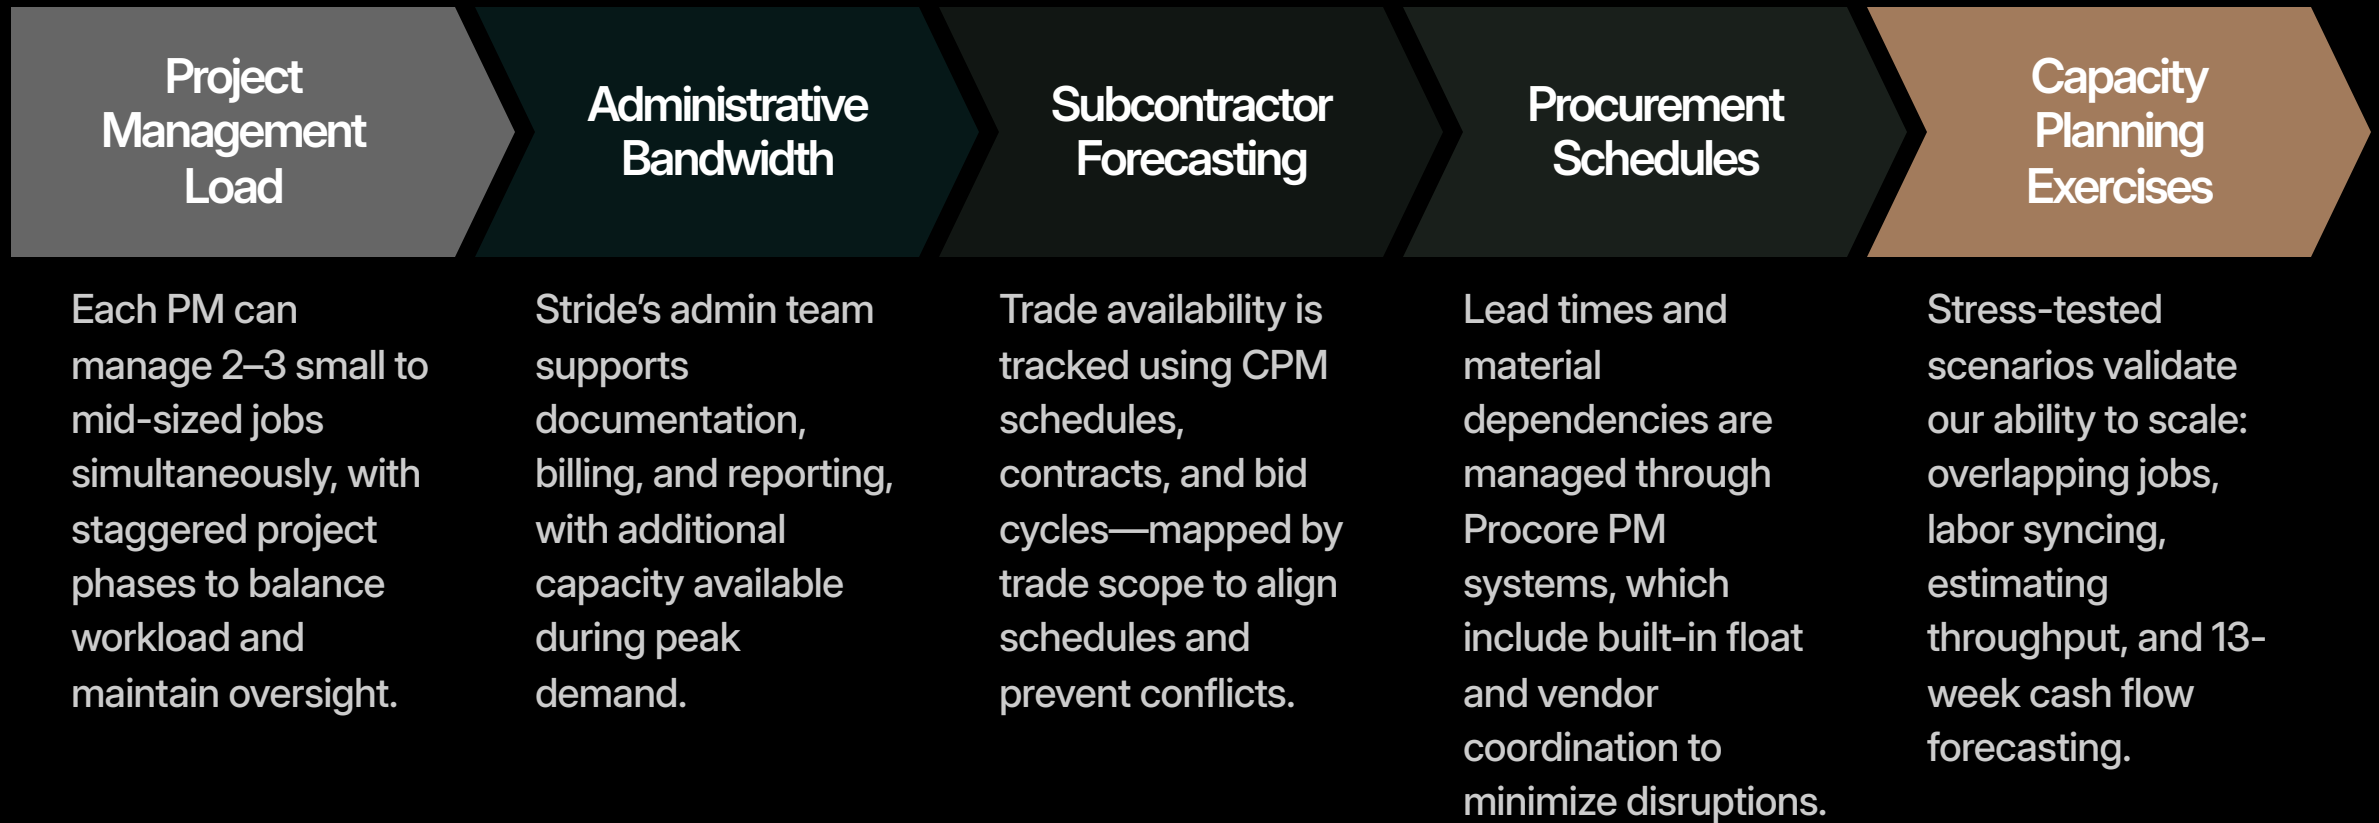 Project
Management
Load
Administrative
Bandwidth
Subcontractor
Forecasting
Procurement
Schedules
Capacity
Planning
Exercises
Each PM can
manage 2–3 small to
mid-sized jobs
simultaneously, with
staggered project
phases to balance
workload and
maintain oversight.
Stride’s admin team
supports
documentation,
billing, and reporting,
with additional
capacity available
during peak
demand.
Trade availability is
tracked using CPM
schedules,
contracts, and bid
cycles—mapped by
trade scope to align
schedules and
prevent conflicts.
Lead times and
material
dependencies are
managed through
Procore PM
systems, which
include built-in float
and vendor
coordination to
minimize disruptions.
Stress-tested
scenarios validate
our ability to scale:
overlapping jobs,
labor syncing,
estimating
throughput, and 13-
week cash flow
forecasting.